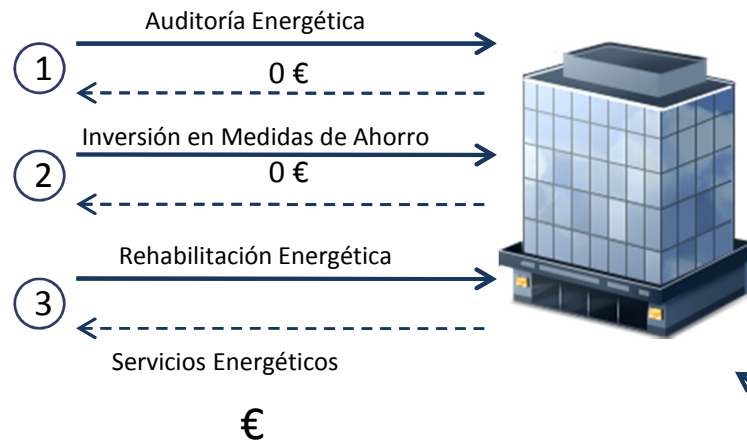 Auditoría Energética
1
0 €
Inversión en Medidas de Ahorro
2
0 €
Rehabilitación Energética
3
Servicios Energéticos
€